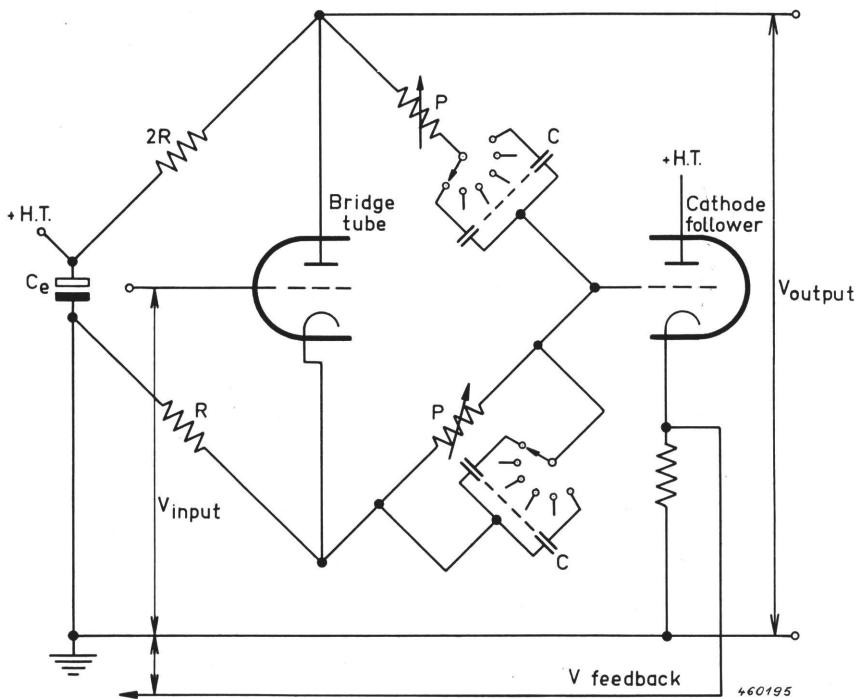 P
C
2R
+H.T.
Bridge
tube
Cathode
follower
+H.T.
Ce
Voutput
R
P
Vinput
C
V feedback
460195